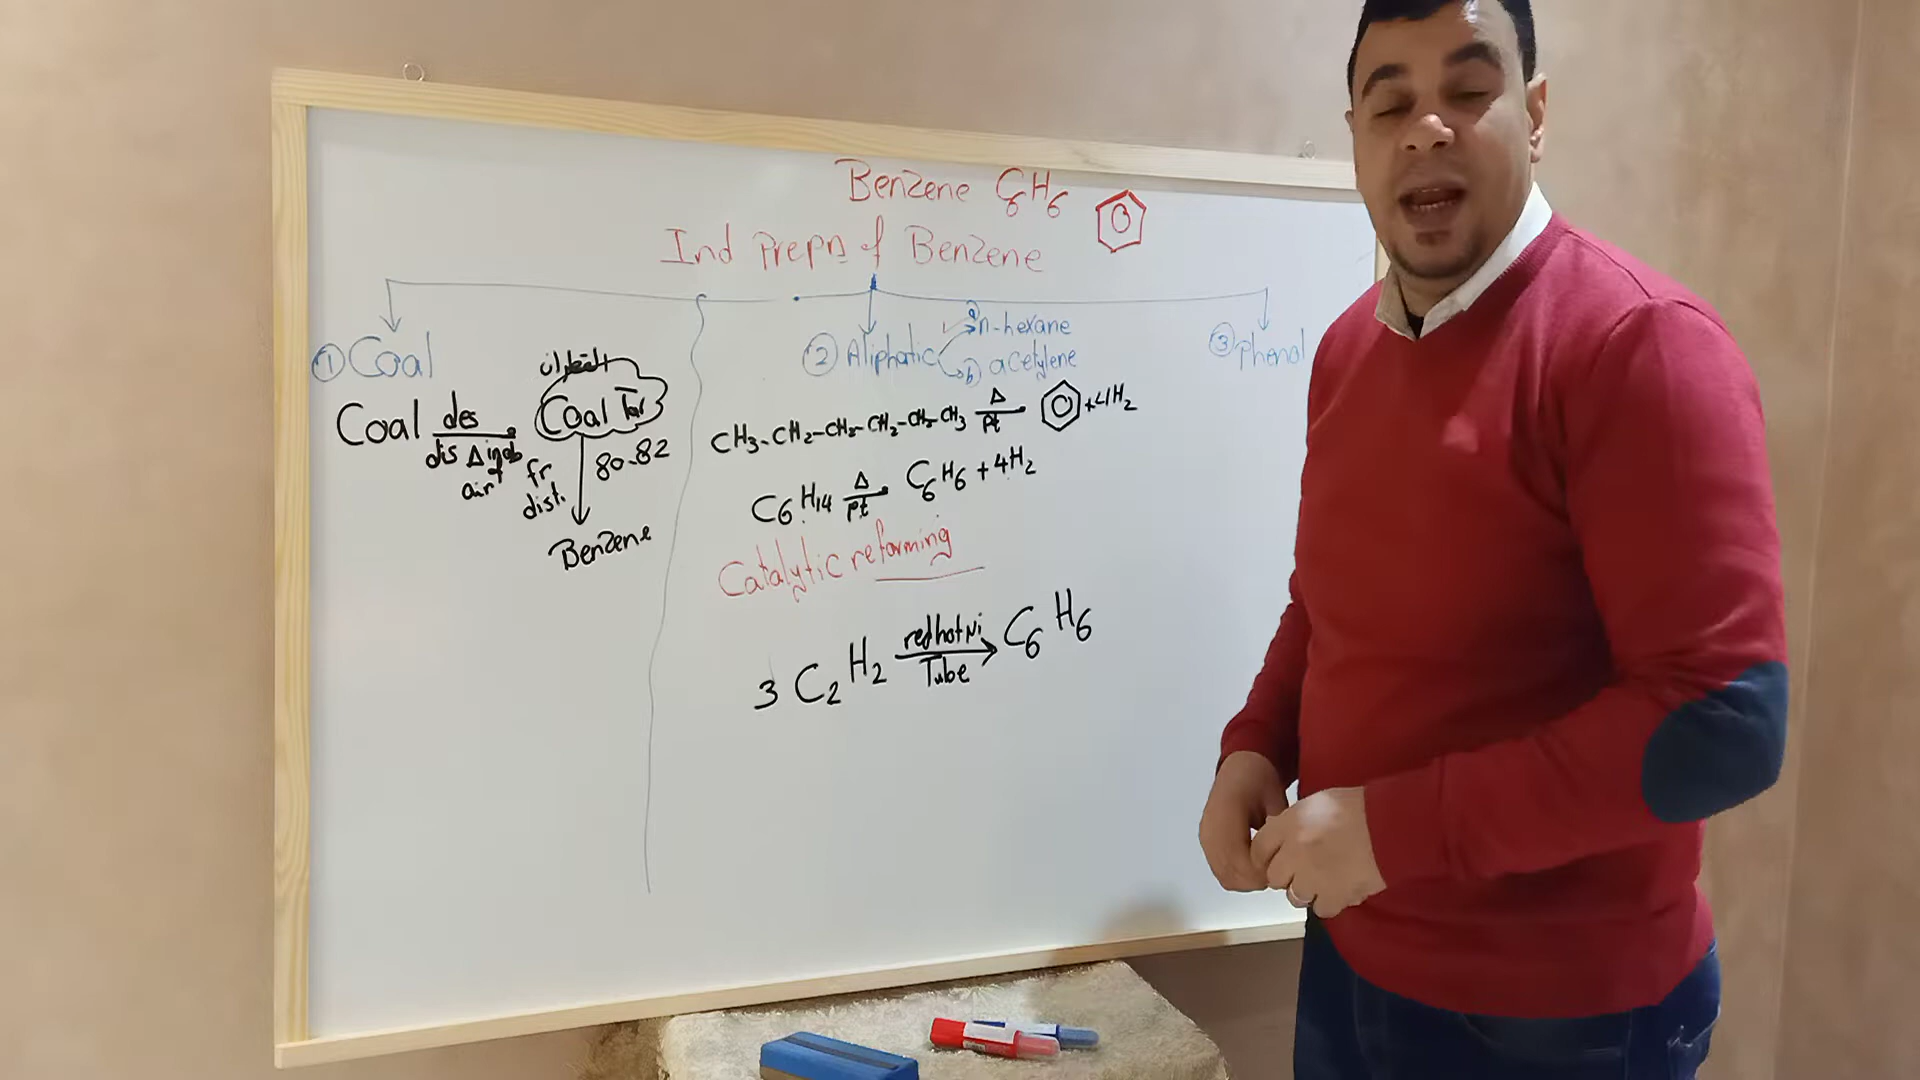 Benzene C6H6
Ind Prepn of Benzene
① Coal
Coal des dis Δ in ab air
Coal Tar
fr dist. 80-82
Benzene
② Aliphatic
a) n-hexane
b) acetylene
CH3-CH2-CH2-CH2-CH2-CH3 Δ pt +4H2
C6H14 Δ pt C6H6 + 4H2
Catalytic reforming
3 C2H2 red hot Ni Tube C6H6
③ Phenol